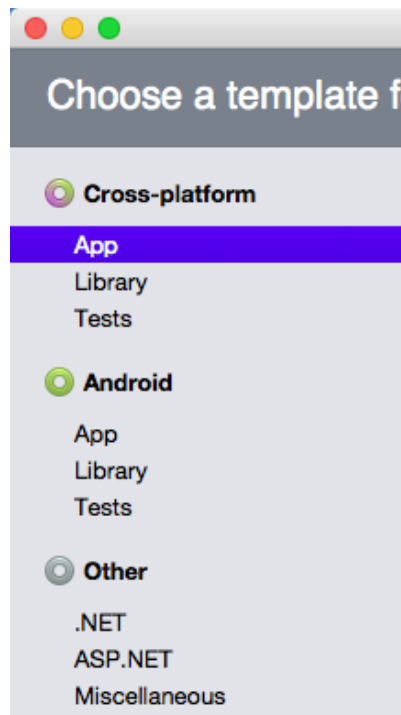 Choose a template f
Cross-platform
App
Library
Tests
Android
App
Library
Tests
Other
.NET
ASP.NET
Miscellaneous